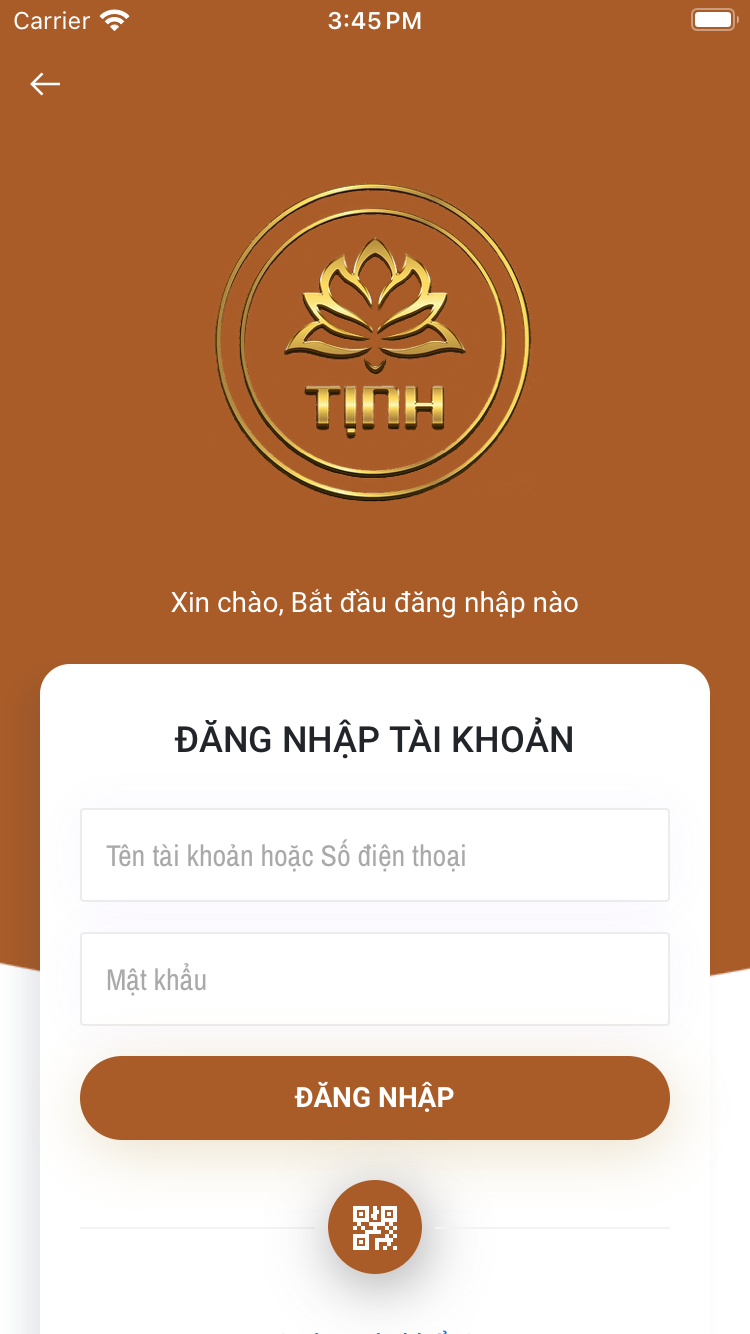 Carrier
3:45 PM
TỊNH
Xin chào, Bắt đầu đăng nhập nào
ĐĂNG NHẬP TÀI KHOẢN
Tên tài khoản hoặc Số điện thoại
Mật khẩu
ĐĂNG NHẬP